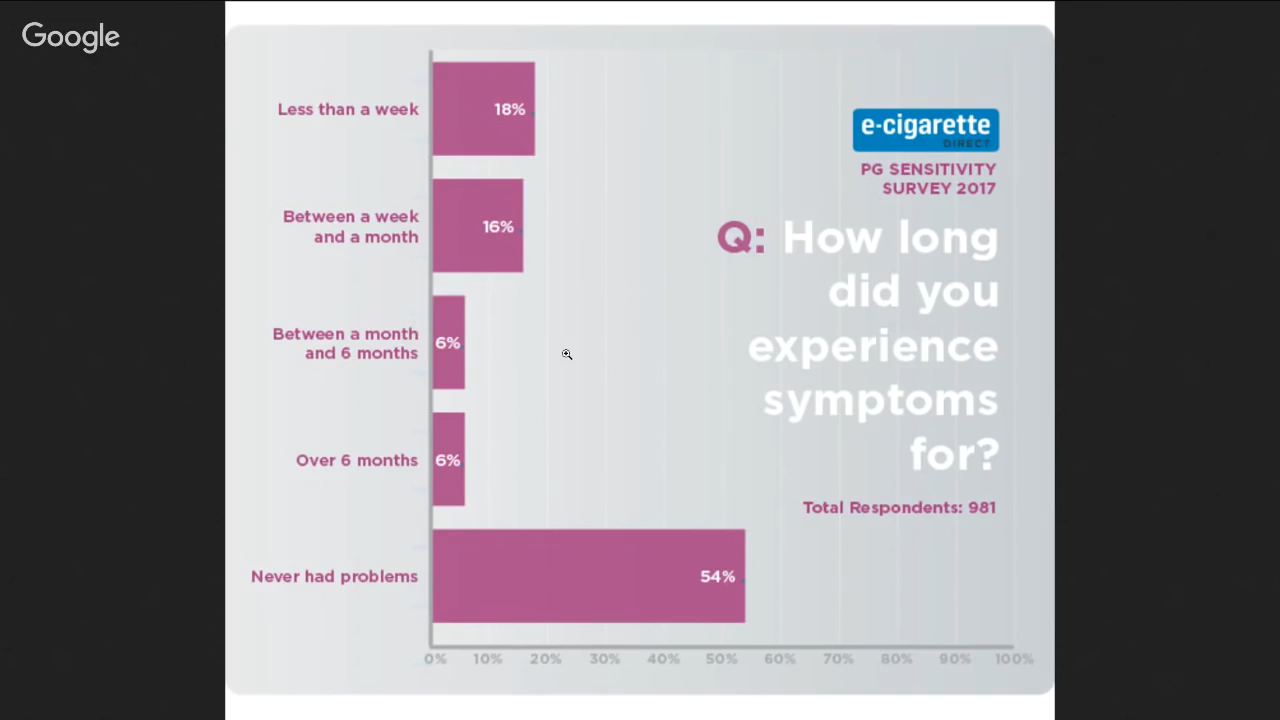 Google
Less than a week
18%
Between a week
and a month
16%
Between a month
and 6 months
6%
Over 6 months
6%
Never had problems
54%
0% 10% 20% 30% 40% 50% 60% 70% 80% 90% 100%
e-cigarette
DIRECT
PG SENSITIVITY
SURVEY 2017
Q: How long
did you
experience
symptoms
for?
Total Respondents: 981